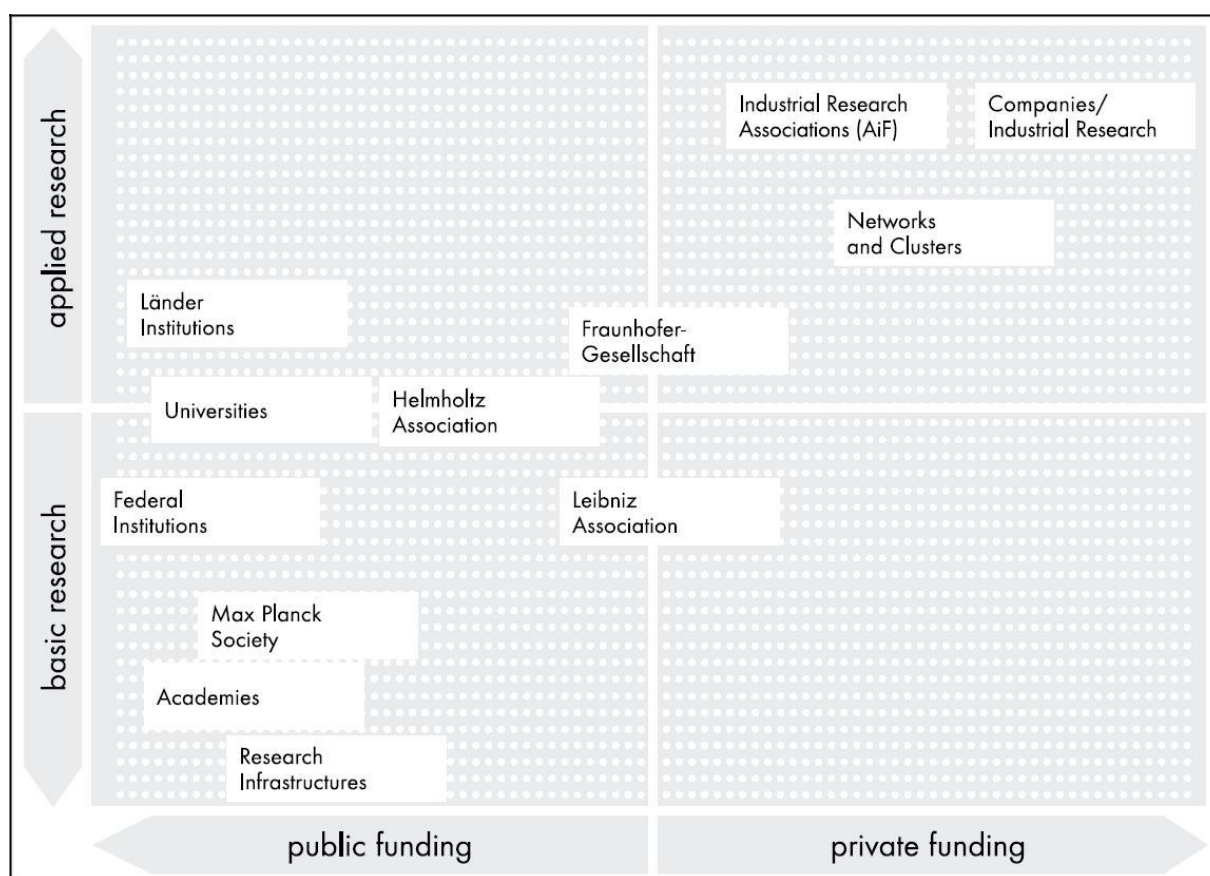 applied research
basic research
Industrial Research
Associations (AiF)
Companies/
Industrial Research
Networks
and Clusters
Länder
Institutions
Fraunhofer-
Gesellschaft
Universities
Helmholtz
Association
Federal
Institutions
Leibniz
Association
Max Planck
Society
Academies
Research
Infrastructures
public funding
private funding